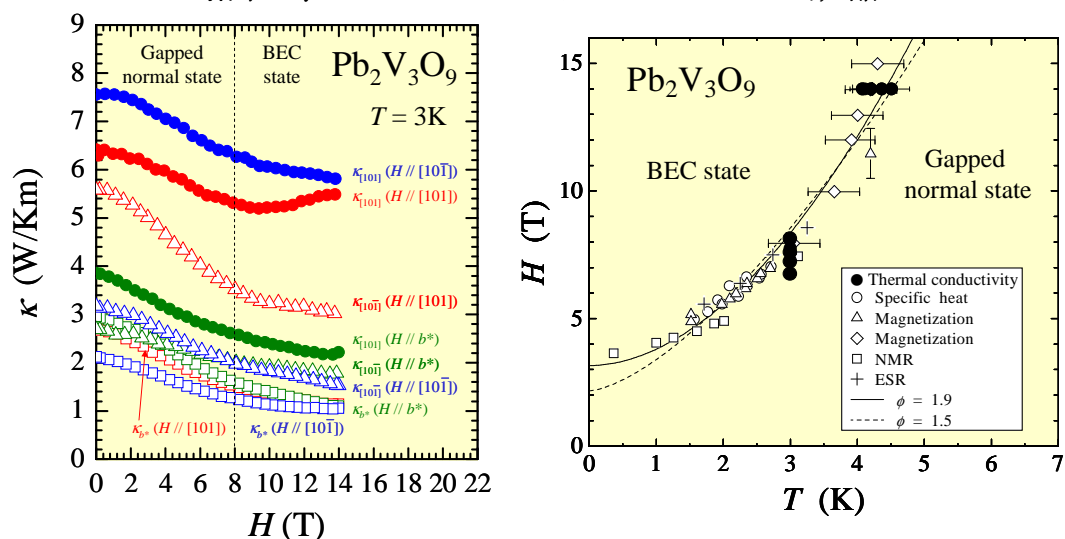 9
8
7
6
5
4
3
2
1
0
κ (W/Km)
Gapped
normal state
BEC
state
Pb₂V₃O₉
T = 3K
κ[101] (H // [101̅])
κ[101] (H // [101])
κ[101̅] (H // [101])
κ[101] (H // b*)
κ[101̅] (H // b*)
κ[101̅] (H // [101̅])
κb* (H // b*)
κb* (H // [101])
κb* (H // [101̅])
0 2 4 6 8 10 12 14 16 18 20 22
H (T)
15
10
5
0
H (T)
Pb₂V₃O₉
BEC state
Gapped
normal state
Thermal conductivity
Specific heat
Magnetization
Magnetization
NMR
ESR
ϕ = 1.9
ϕ = 1.5
0 1 2 3 4 5 6 7
T (K)